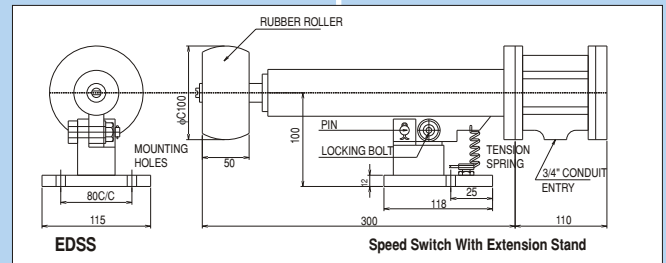 RUBBER ROLLER
ϕC100
100
PIN
MOUNTING
HOLES
50
LOCKING BOLT
TENSION
SPRING
3/4" CONDUIT
ENTRY
12
80C/C
25
118
115
300
110
EDSS
Speed Switch With Extension Stand